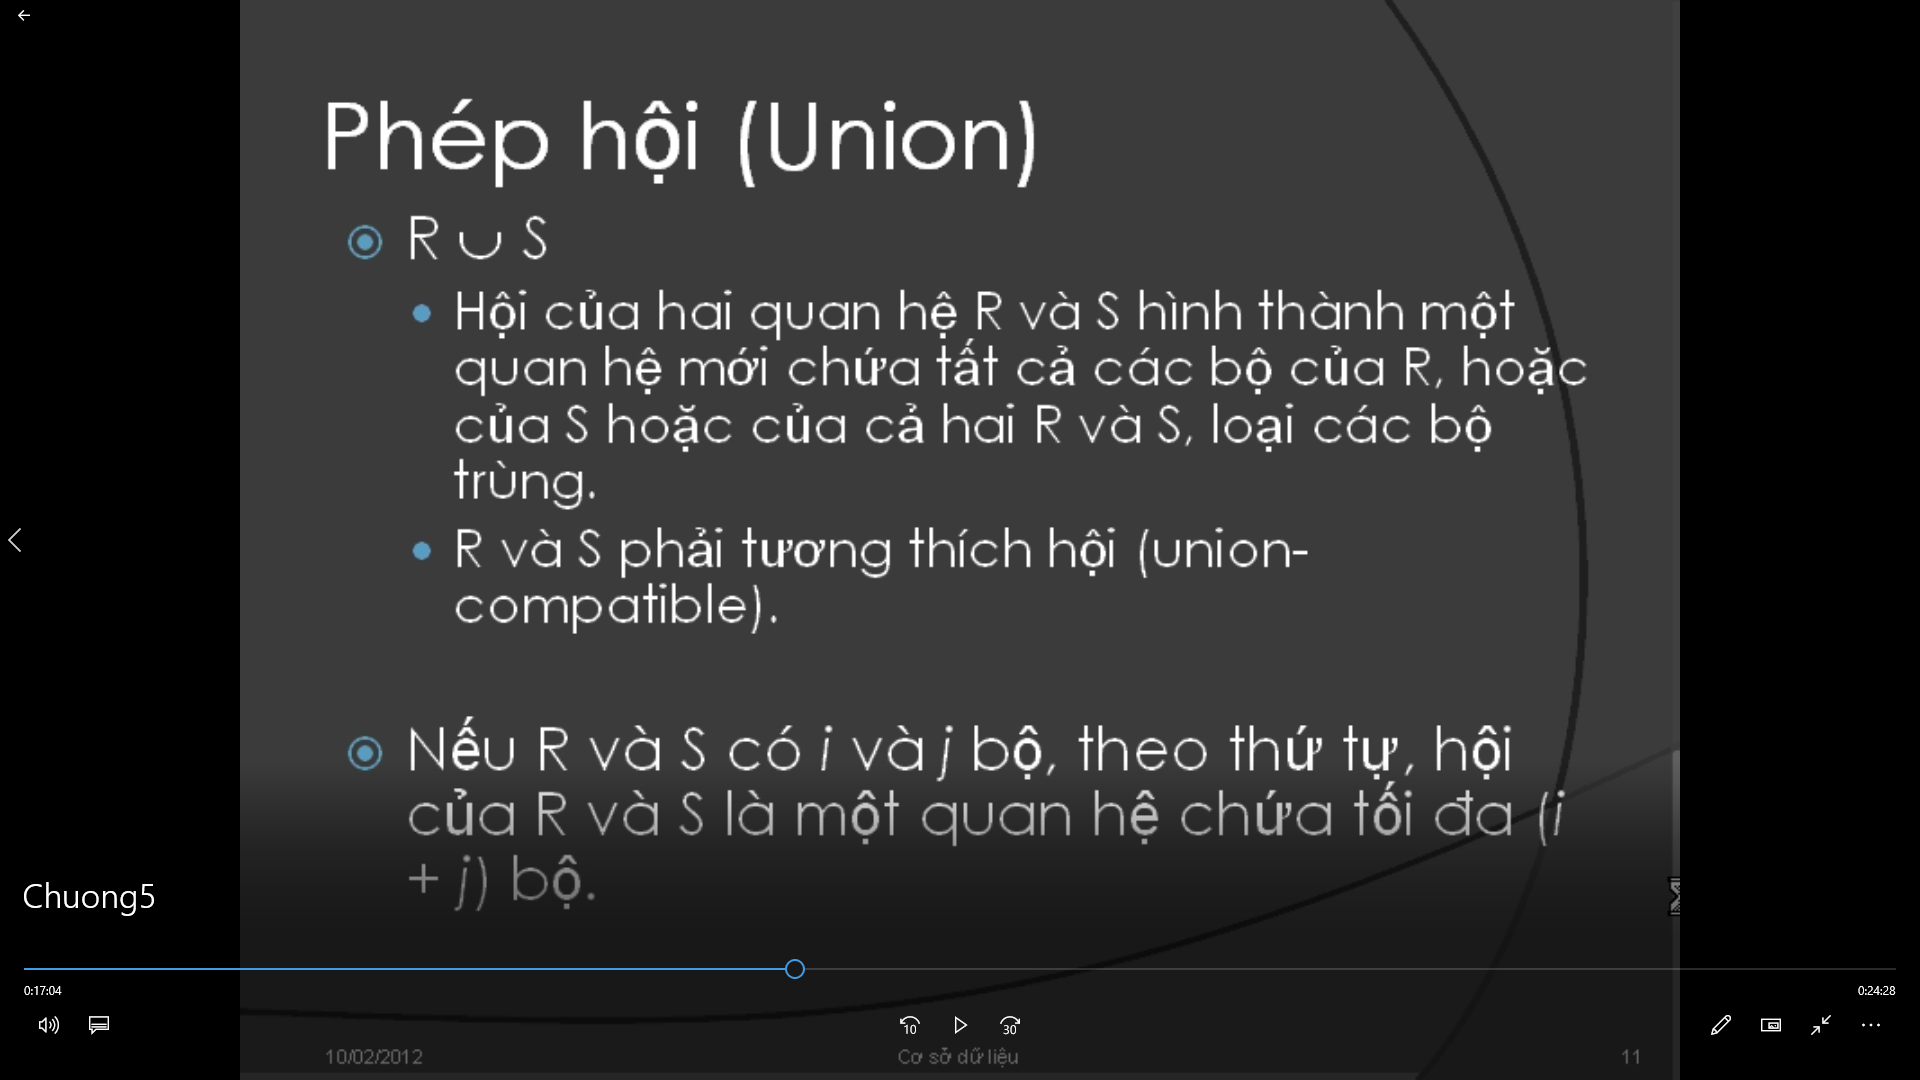 Phép hội (Union)
R ∪ S
Hội của hai quan hệ R và S hình thành một
quan hệ mới chứa tất cả các bộ của R, hoặc
của S hoặc của cả hai R và S, loại các bộ
trùng.
R và S phải tương thích hội (union-
compatible).
Nếu R và S có i và j bộ, theo thứ tự, hội
của R và S là một quan hệ chứa tối đa (i
+ j) bộ.
Chuong5
0:17:04
0:24:28
10
30
10/02/2012
Cơ sở dữ liệu
11